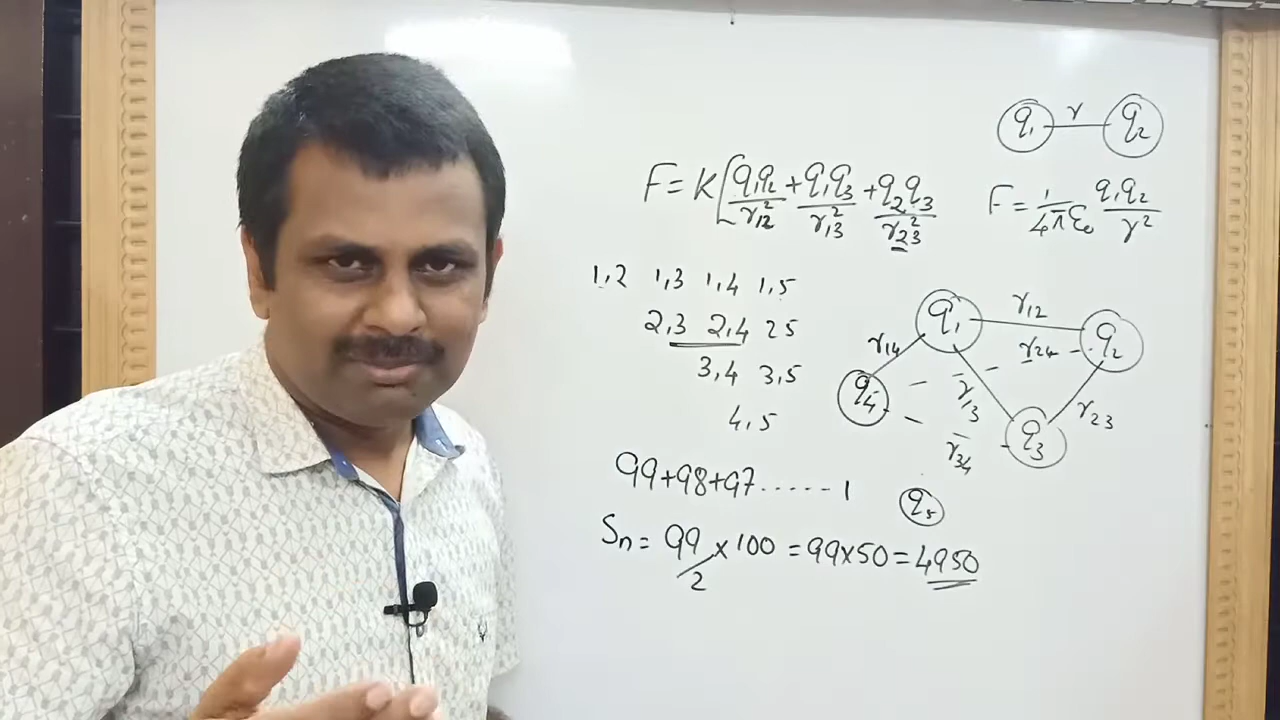 q₁ r q₂
F = K[q₁q₂/r₁₂² + q₁q₃/r₁₃² + q₂q₃/r₂₃²
F = 1/4πε₀ q₁q₂/r²
1,2 1,3 1,4 1,5
2,3 2,4 25
3,4 3,5
4,5
q₁ r₁₂ q₂
r₁₄ r₂₄
q₄ r₁₃ r₂₃
r₃₄ q₃
99+98+97......1
q₅
Sₙ = 99/2 × 100 = 99×50 = 4950